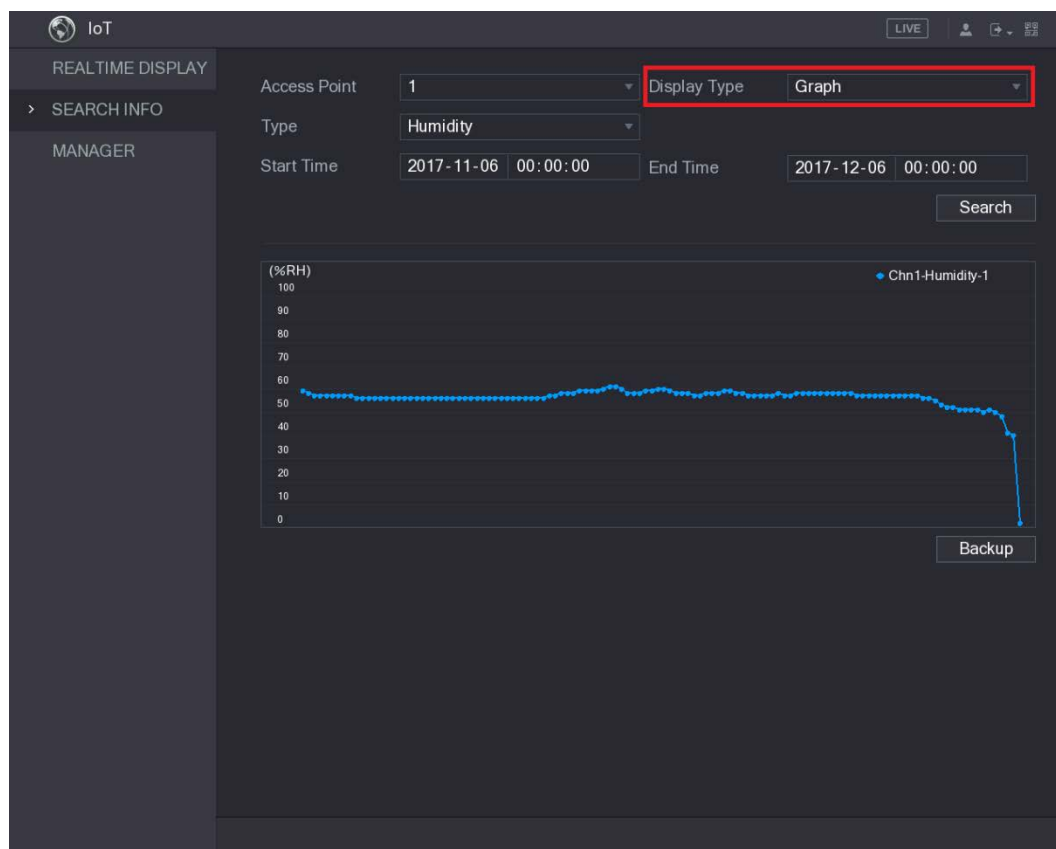 IoT
LIVE
REALTIME DISPLAY
SEARCH INFO
MANAGER
Access Point 1 Display Type Graph
Type Humidity
Start Time 2017-11-06 00:00:00 End Time 2017-12-06 00:00:00
Search
(%RH)
Chn1-Humidity-1
100
90
80
70
60
50
40
30
20
10
0
Backup